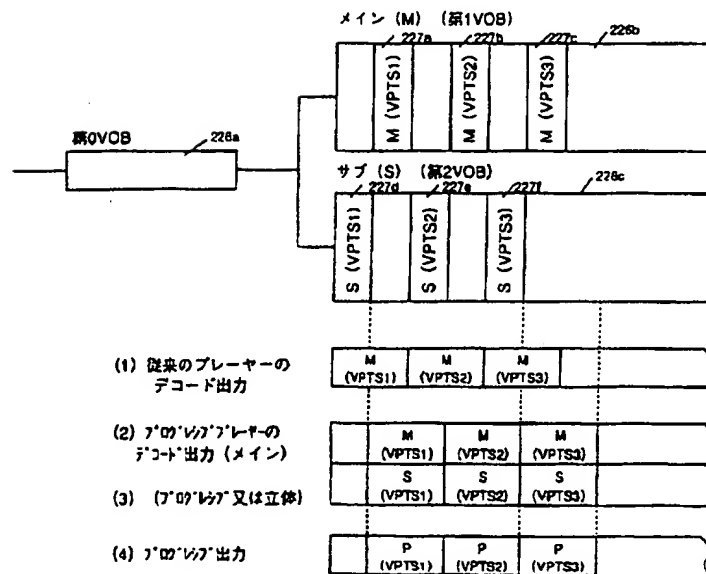 メイン (M) (第1VOB)
227a 227b 227c 226b
M (VPTS1)
M (VPTS2)
M (VPTS3)
第0VOB
226a
サブ (S) (第2VOB)
227d 227e 227f 226c
S (VPTS1)
S (VPTS2)
S (VPTS3)
(1) 従来のプレーヤーの
デコード出力
M M M
(VPTS1) (VPTS2) (VPTS3)
(2) プログレシブプレーヤーの
デコード出力 (メイン)
M M M
(VPTS1) (VPTS2) (VPTS3)
(3) (プログレシブ又は立体)
S S S
(VPTS1) (VPTS2) (VPTS3)
(4) プログレシブ出力
P P P
(VPTS1) (VPTS2) (VPTS3)